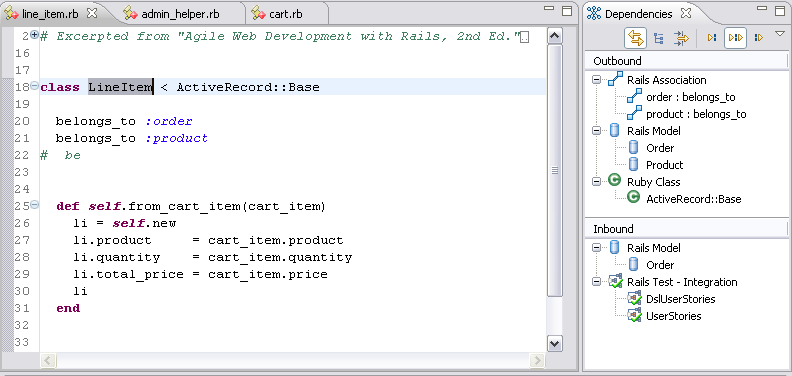 line_item.rb admin_helper.rb cart.rb
2 # Excerpted from "Agile Web Development with Rails, 2nd Ed."
16
17
18 class LineItem < ActiveRecord::Base
19
20 belongs_to :order
21 belongs_to :product
22 # be
23
24
25 def self.from_cart_item(cart_item)
26 li = self.new
27 li.product = cart_item.product
28 li.quantity = cart_item.quantity
29 li.total_price = cart_item.price
30 li
31 end
32
33
Dependencies
Outbound
Rails Association
order : belongs_to
product : belongs_to
Rails Model
Order
Product
Ruby Class
ActiveRecord::Base
Inbound
Rails Model
Order
Rails Test - Integration
DslUserStories
UserStories